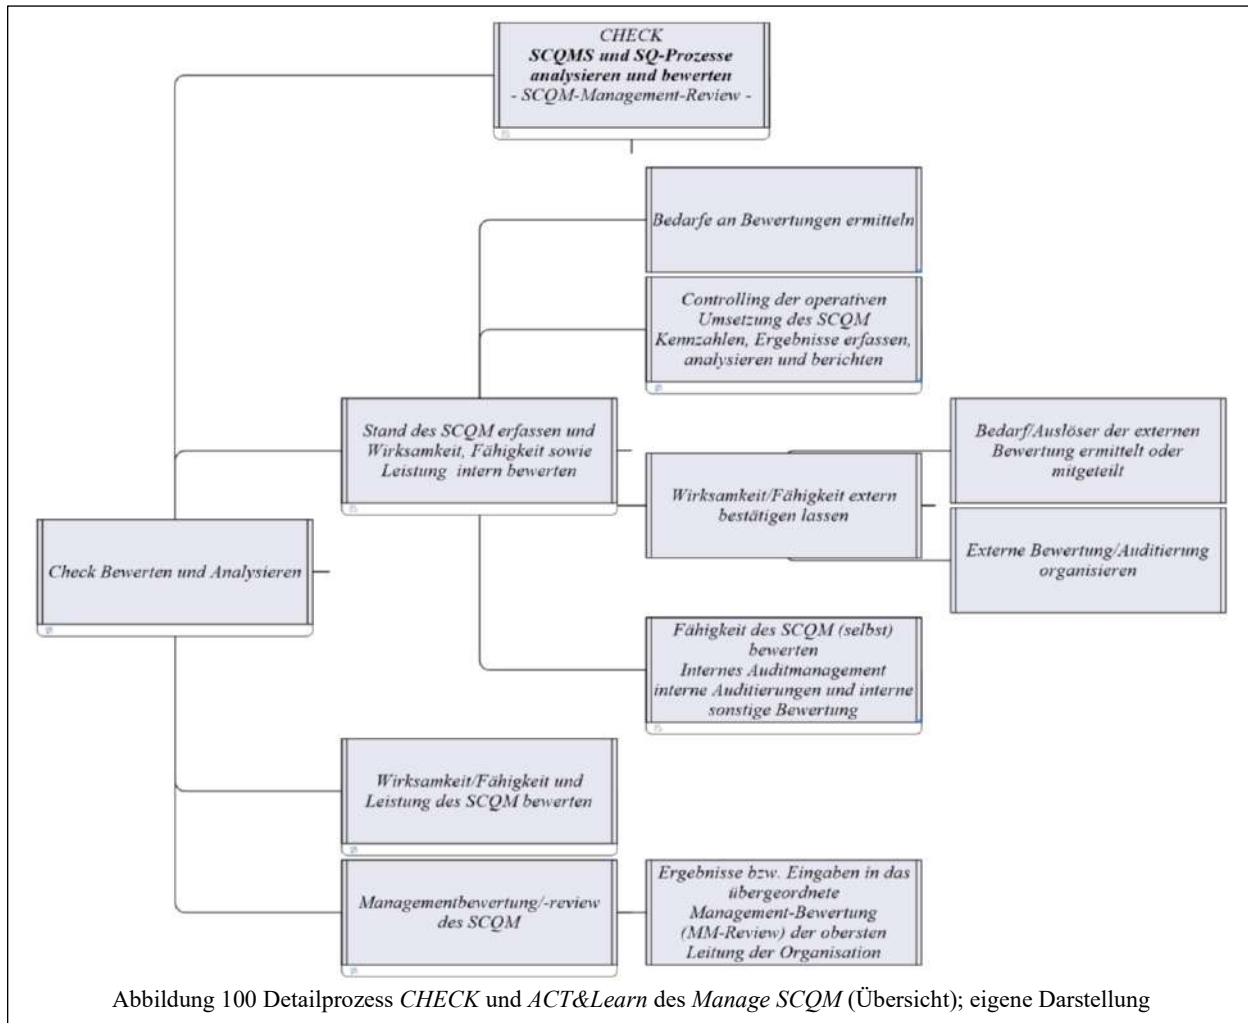 CHECK
SCQMS und SQ-Prozesse
analysieren und bewerten
- SCQM-Management-Review -
Bedarfe an Bewertungen ermitteln
Controlling der operativen
Umsetzung des SCQM
Kennzahlen, Ergebnisse erfassen,
analysieren und berichten
Stand des SCQM erfassen und
Wirksamkeit, Fähigkeit sowie
Leistung intern bewerten
Bedarf/Auslöser der externen
Bewertung ermittelt oder
mitgeteilt
Wirksamkeit/Fähigkeit extern
bestätigen lassen
Externe Bewertung/Auditierung
organisieren
Check Bewerten und Analysieren
Fähigkeit des SCQM (selbst)
bewerten
Internes Auditmanagement
interne Auditierungen und interne
sonstige Bewertung
Wirksamkeit/Fähigkeit und
Leistung des SCQM bewerten
Managementbewertung/-review
des SCQM
Ergebnisse bzw. Eingaben in das
übergeordnete
Management-Bewertung
(MM-Review) der obersten
Leitung der Organisation
Abbildung 100 Detailprozess CHECK und ACT&Learn des Manage SCQM (Übersicht); eigene Darstellung